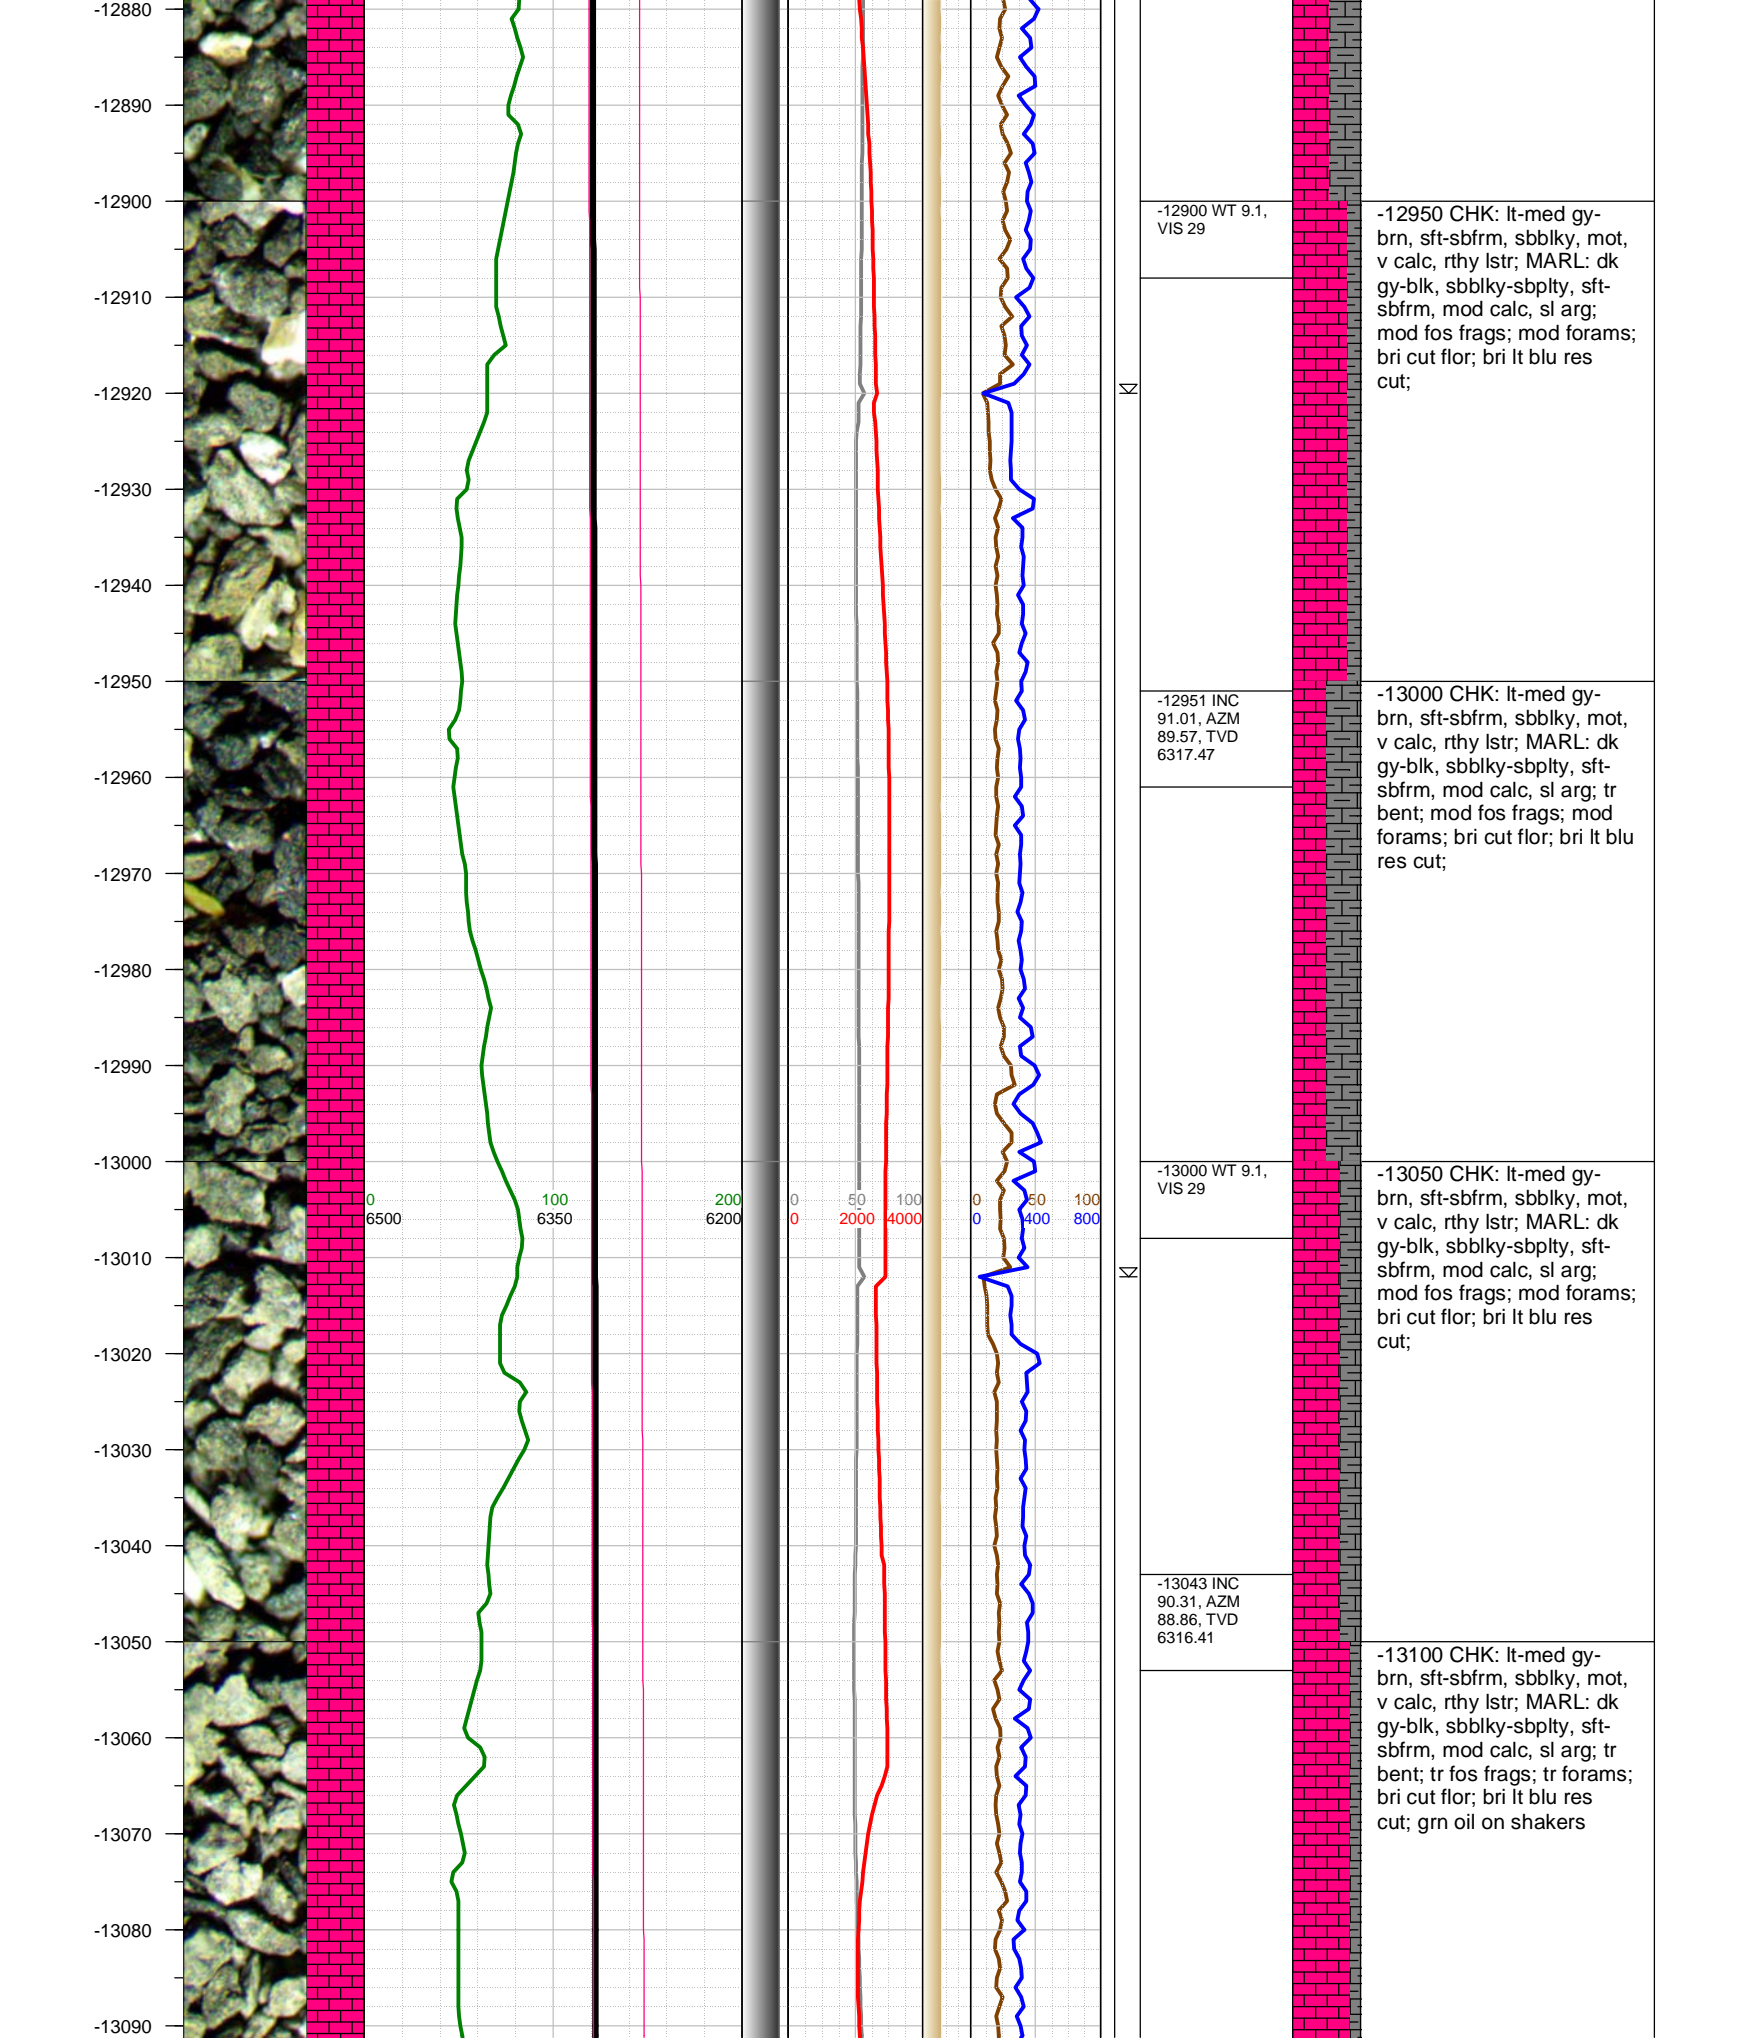 -12880
-12890
-12900
-12910
-12920
-12930
-12940
-12950
-12960
-12970
-12980
-12990
-13000
-13010
-13020
-13030
-13040
-13050
-13060
-13070
-13080
-13090
0 100 200
6500 6350 6200
0 50 100
0 2000 4000
0 50 100
0 400 800
-12900 WT 9.1,
VIS 29
-12951 INC
91.01, AZM
89.57, TVD
6317.47
-13000 WT 9.1,
VIS 29
-13043 INC
90.31, AZM
88.86, TVD
6316.41
-12950 CHK: lt-med gy-
brn, sft-sbfrm, sbblky, mot,
v calc, rthy lstr; MARL: dk
gy-blk, sbblky-sbplty, sft-
sbfrm, mod calc, sl arg;
mod fos frags; mod forams;
bri cut flor; bri lt blu res
cut;
-13000 CHK: lt-med gy-
brn, sft-sbfrm, sbblky, mot,
v calc, rthy lstr; MARL: dk
gy-blk, sbblky-sbplty, sft-
sbfrm, mod calc, sl arg; tr
bent; mod fos frags; mod
forams; bri cut flor; bri lt blu
res cut;
-13050 CHK: lt-med gy-
brn, sft-sbfrm, sbblky, mot,
v calc, rthy lstr; MARL: dk
gy-blk, sbblky-sbplty, sft-
sbfrm, mod calc, sl arg;
mod fos frags; mod forams;
bri cut flor; bri lt blu res
cut;
-13100 CHK: lt-med gy-
brn, sft-sbfrm, sbblky, mot,
v calc, rthy lstr; MARL: dk
gy-blk, sbblky-sbplty, sft-
sbfrm, mod calc, sl arg; tr
bent; tr fos frags; tr forams;
bri cut flor; bri lt blu res
cut; grn oil on shakers